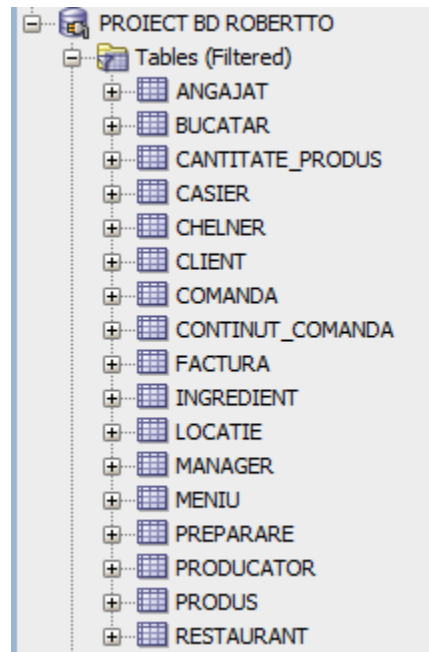 PROIECT BD ROBERTTO
Tables (Filtered)
ANGAJAT
BUCATAR
CANTITATE_PRODUS
CASIER
CHELNER
CLIENT
COMANDA
CONTINUT_COMANDA
FACTURA
INGREDIENT
LOCATIE
MANAGER
MENIU
PREPARARE
PRODUCATOR
PRODUS
RESTAURANT